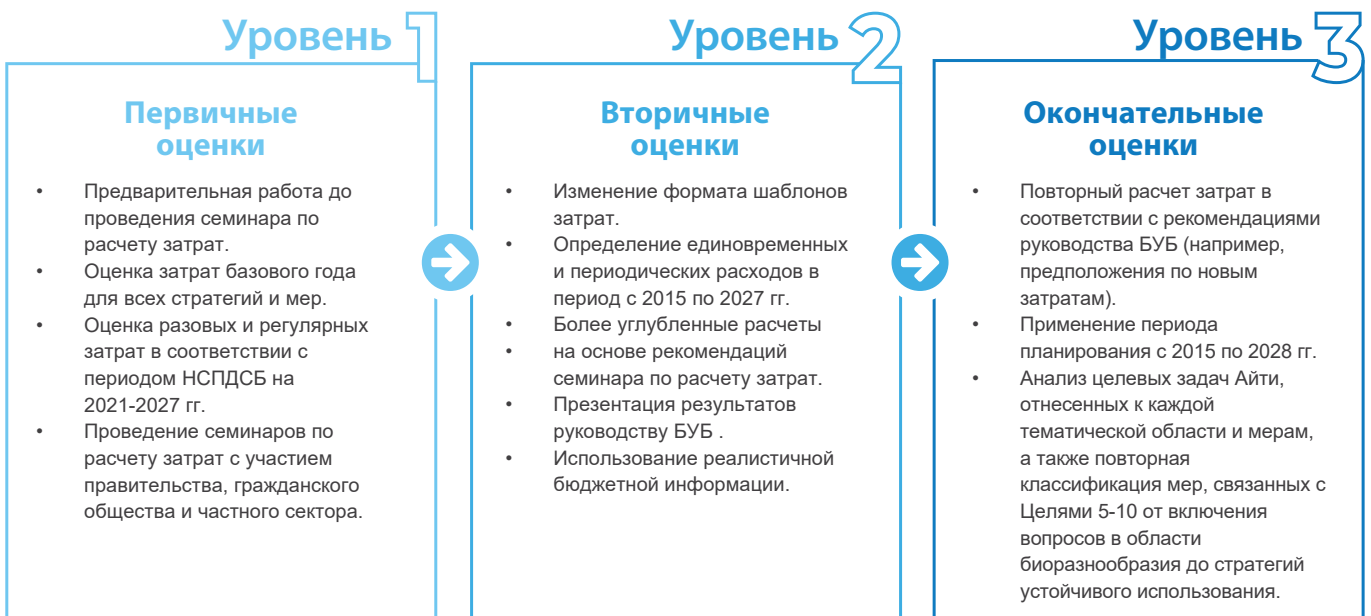 Уровень 1
Первичные
оценки
• Предварительная работа до
проведения семинара по
расчету затрат.
• Оценка затрат базового года
для всех стратегий и мер.
• Оценка разовых и регулярных
затрат в соответствии с
периодом НСПДСБ на
2021-2027 гг.
• Проведение семинаров по
расчету затрат с участием
правительства, гражданского
общества и частного сектора.
Уровень 2
Вторичные
оценки
• Изменение формата шаблонов
затрат.
• Определение единовременных
и периодических расходов в
период с 2015 по 2027 гг.
• Более углубленные расчеты
• на основе рекомендаций
семинара по расчету затрат.
• Презентация результатов
руководству БУБ .
• Использование реалистичной
бюджетной информации.
Уровень 3
Окончательные
оценки
• Повторный расчет затрат в
соответствии с рекомендациями
руководства БУБ (например,
предположения по новым
затратам).
• Применение периода
планирования с 2015 по 2028 гг.
• Анализ целевых задач Айти,
отнесенных к каждой
тематической области и мерам,
а также повторная
классификация мер, связанных с
Целями 5-10 от включения
вопросов в области
биоразнообразия до стратегий
устойчивого использования.